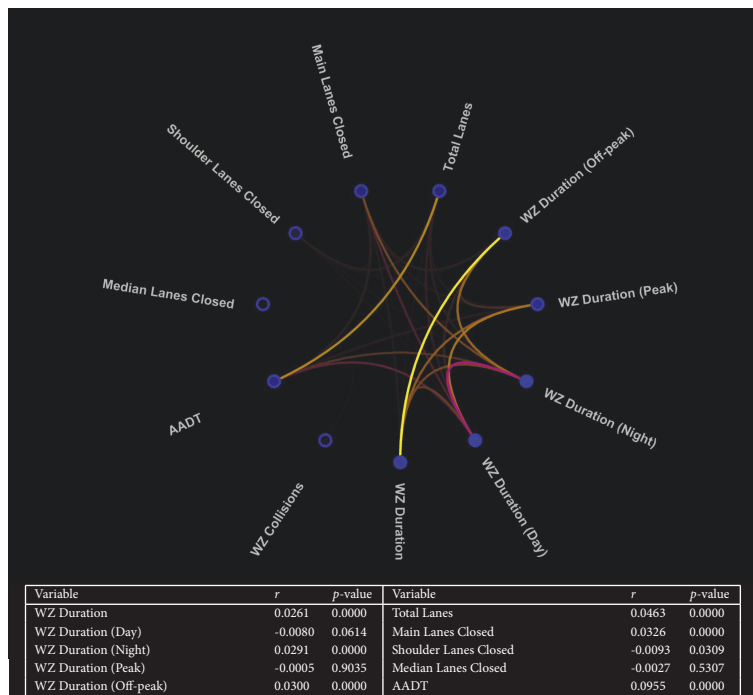 Main Lanes Closed
Total Lanes
Shoulder Lanes Closed
WZ Duration (Off-peak)
Median Lanes Closed
WZ Duration (Peak)
AADT
WZ Duration (Night)
WZ Collisions
WZ Duration
WZ Duration (Day)
Variable r p-value Variable r p-value
WZ Duration 0.0261 0.0000 Total Lanes 0.0463 0.0000
WZ Duration (Day) -0.0080 0.0614 Main Lanes Closed 0.0326 0.0000
WZ Duration (Night) 0.0291 0.0000 Shoulder Lanes Closed -0.0093 0.0309
WZ Duration (Peak) -0.0005 0.9035 Median Lanes Closed -0.0027 0.5307
WZ Duration (Off-peak) 0.0300 0.0000 AADT 0.0955 0.0000